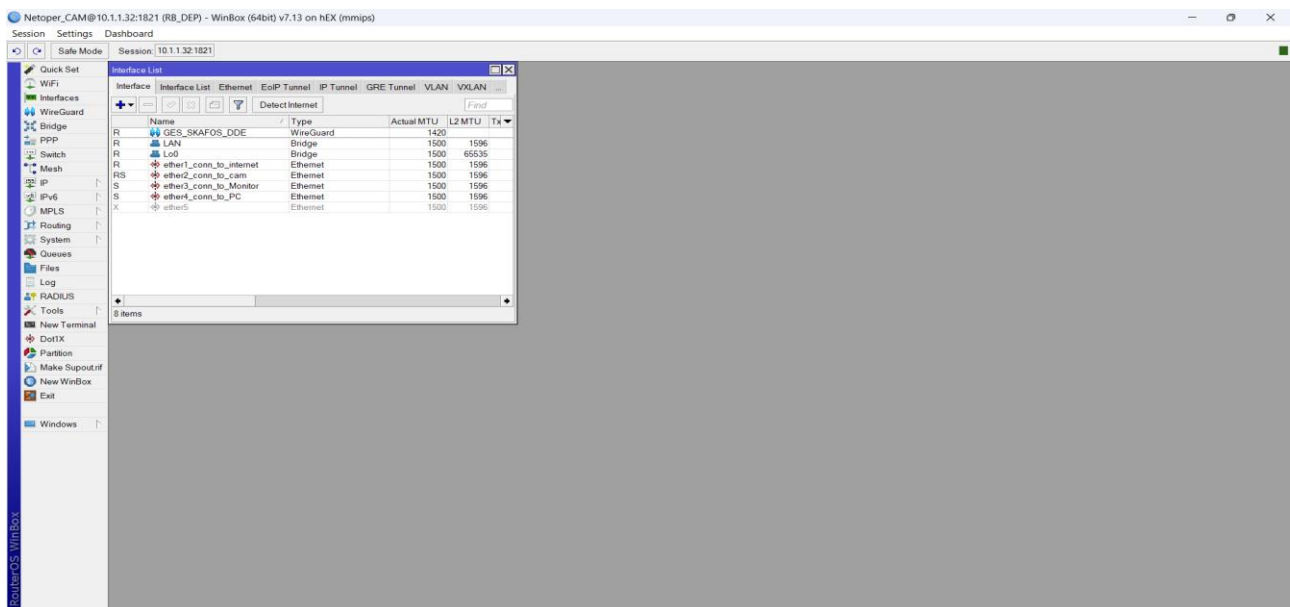 Netoper_CAM@10.1.1.32:1821 (RB_DEP) - WinBox (64bit) v7.13 on hEX (mmips)
Session Settings Dashboard
Safe Mode Session: 10.1.1.32:1821
Quick Set
WiFi
Interfaces
WireGuard
Bridge
PPP
Switch
Mesh
IP
IPv6
MPLS
Routing
System
Queues
Files
Log
RADIUS
Tools
New Terminal
Dot1X
Partition
Make Supout.rif
New WinBox
Exit
Windows
RouterOS WinBox
Interface List
Interface Interface List Ethernet EoIP Tunnel IP Tunnel GRE Tunnel VLAN VXLAN ...
Detect Internet Find
Name / Type Actual MTU L2 MTU Tx
R GES_SKAFOS_DDE WireGuard 1420
R LAN Bridge 1500 1596
R Lo0 Bridge 1500 65535
R ether1_conn_to_internet Ethernet 1500 1596
RS ether2_conn_to_cam Ethernet 1500 1596
S ether3_conn_to_Monitor Ethernet 1500 1596
S ether4_conn_to_PC Ethernet 1500 1596
X ether5 Ethernet 1500 1596
8 items